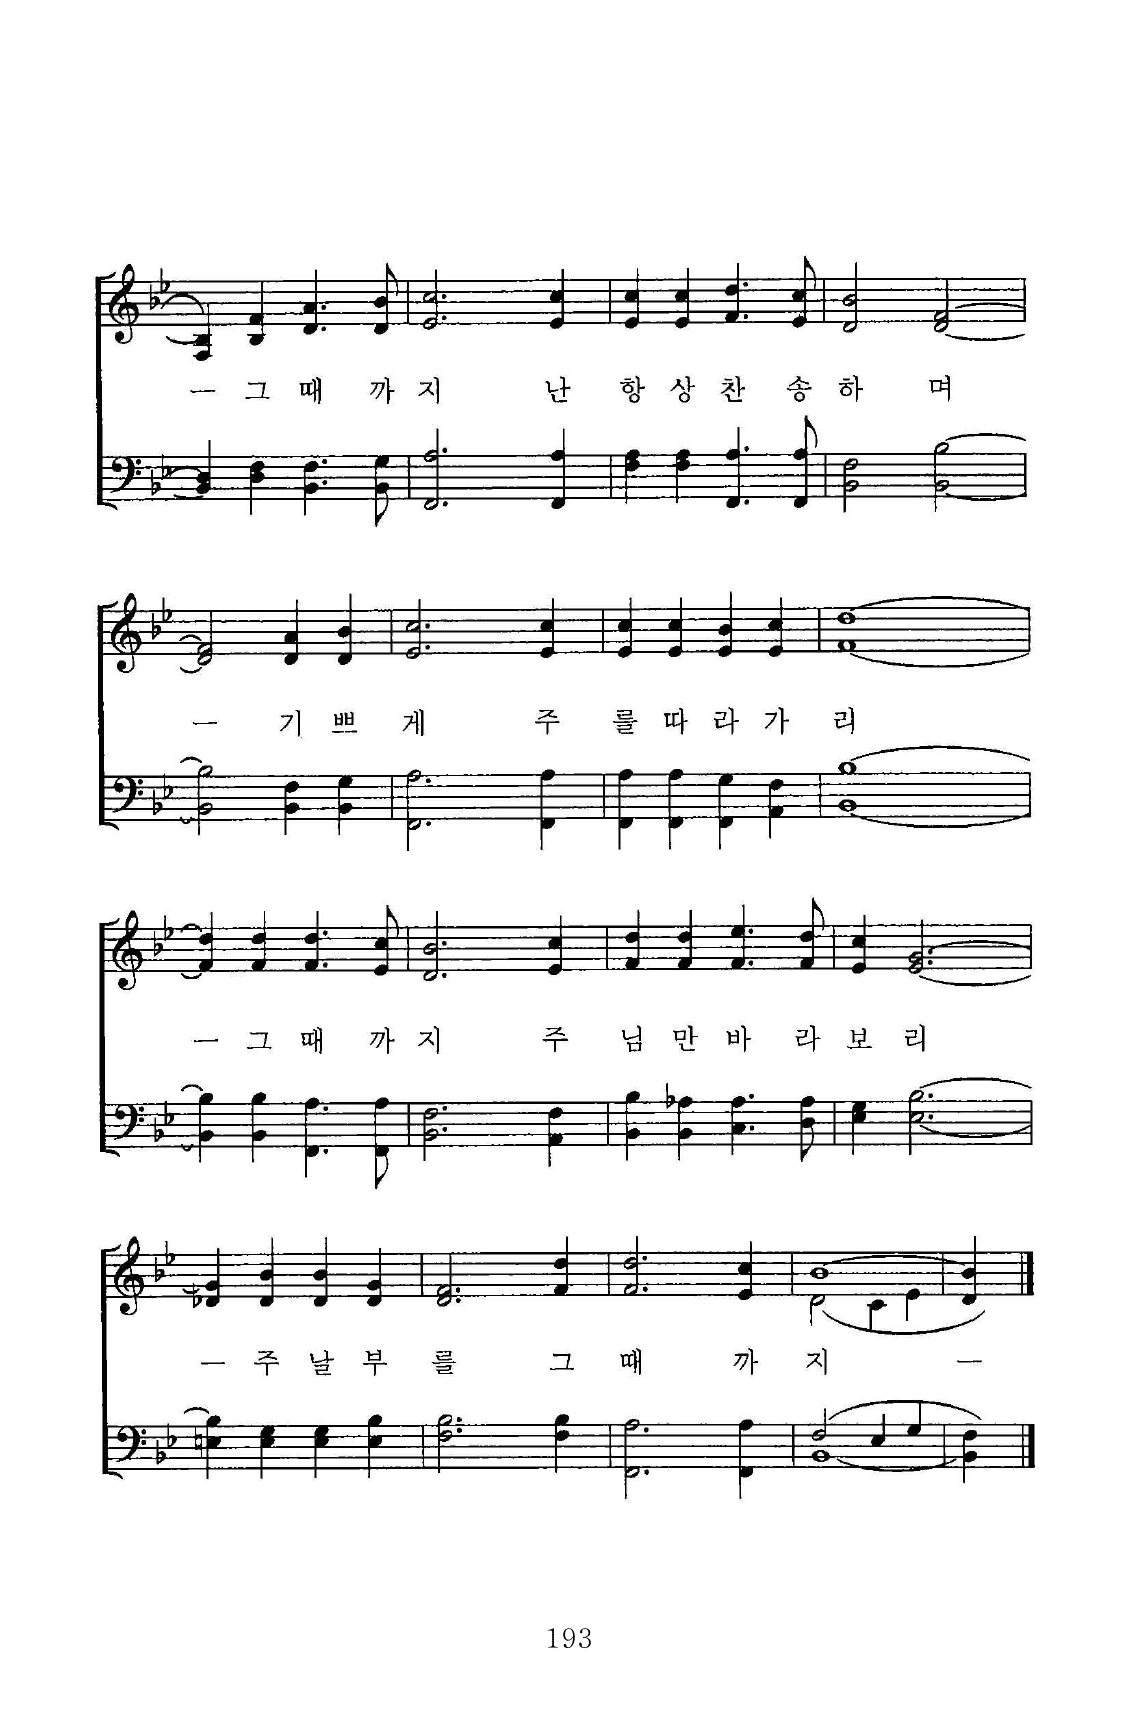 ㅡ그 때 까 지 난 항 상 찬 송 하 며
ㅡ 기 쁘 게 주 를 따 라 가 리
ㅡ 그 때 까 지 주 님 만 바 라 보 리
ㅡ 주 날 부 를 그 때 까 지 ㅡ
193